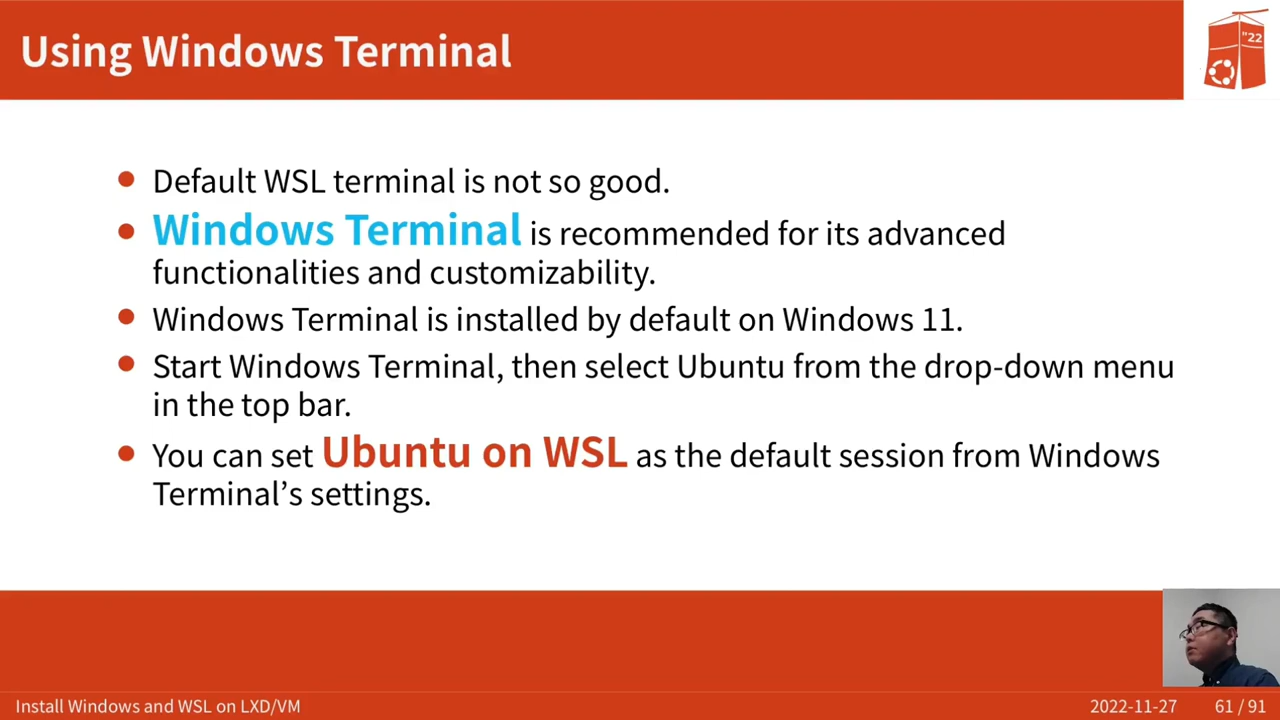 Using Windows Terminal
"22
Default WSL terminal is not so good.
Windows Terminal is recommended for its advanced
functionalities and customizability.
Windows Terminal is installed by default on Windows 11.
Start Windows Terminal, then select Ubuntu from the drop-down menu
in the top bar.
You can set Ubuntu on WSL as the default session from Windows
Terminal’s settings.
Install Windows and WSL on LXD/VM
2022-11-27
61 / 91